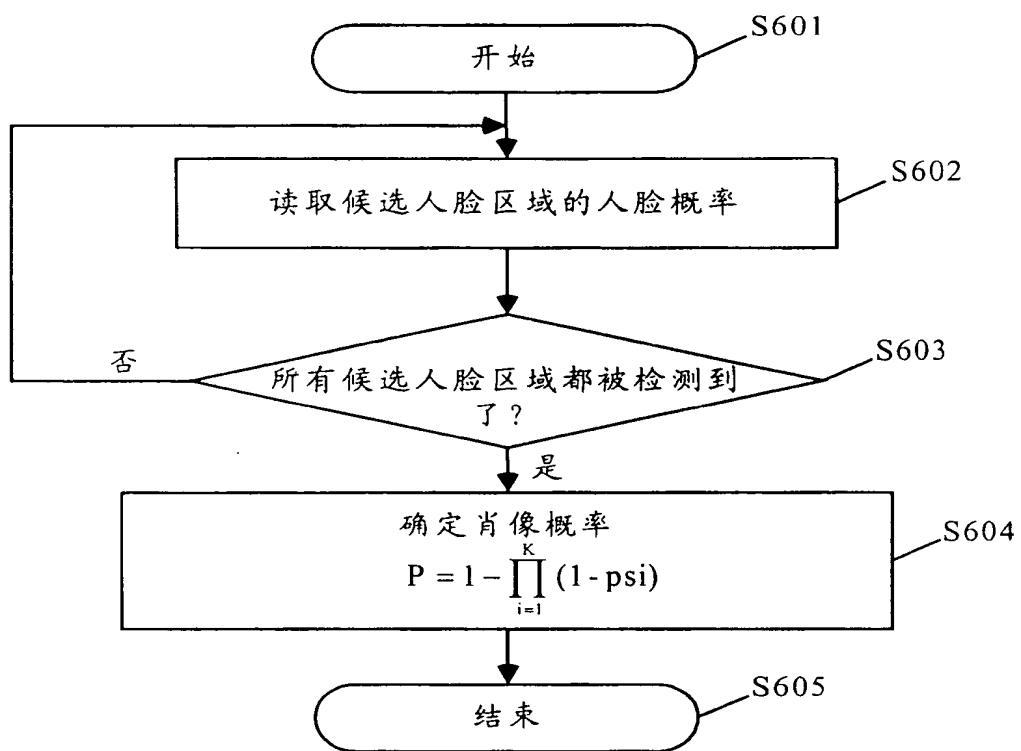 S601
开始
S602
读取候选人脸区域的人脸概率
S603
否
所有候选人脸区域都被检测到
了?
是
确定肖像概率
S604
P = 1 - ∏_{i=1}^{K} (1 - psi)
S605
结束